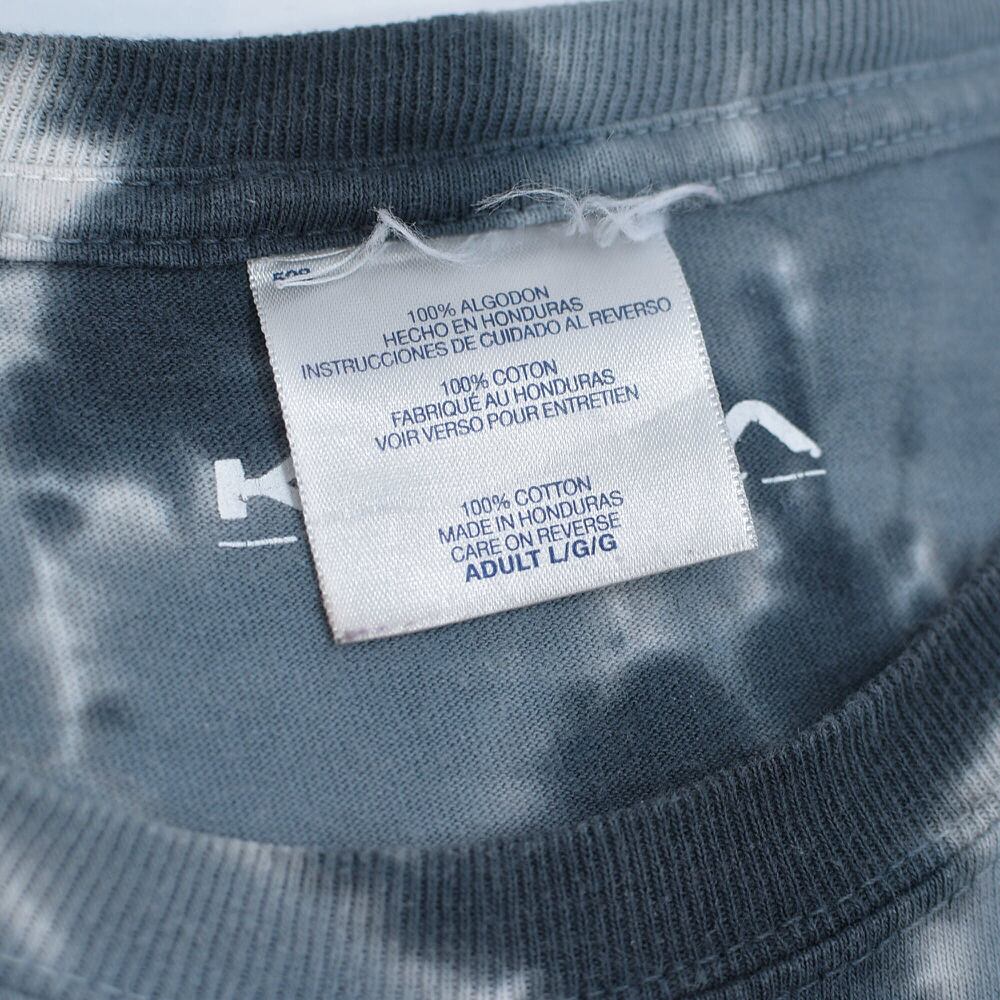 100% ALGODON
HECHO EN HONDURAS
INSTRUCCIONES DE CUIDADO AL REVERSO
100% COTON
FABRIQUÉ AU HONDURAS
VOIR VERSO POUR ENTRETIEN
100% COTTON
MADE IN HONDURAS
CARE ON REVERSE
ADULT L/G/G